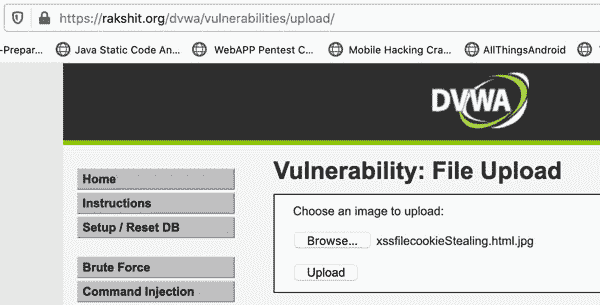 https://rakshit.org/dvwa/vulnerabilities/upload/
-Prepar... Java Static Code An... WebAPP Pentest C... Mobile Hacking Cra... AllThingsAndroid
DVWA
Home
Instructions
Setup / Reset DB
Brute Force
Command Injection
Vulnerability: File Upload
Choose an image to upload:
Browse... xssfilecookieStealing.html.jpg
Upload